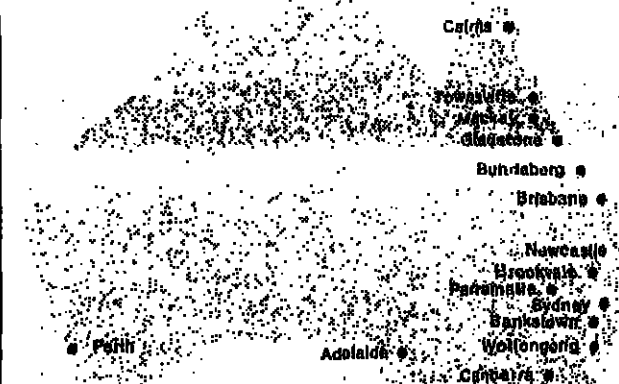 Cairns
Townsville
Mackay
Gladstone
Bundaberg
Brisbane
Newcastle
Brookvale
Parramatta
Sydney
Bankstown
Perth
Adelaide
Wollongong
Canberra